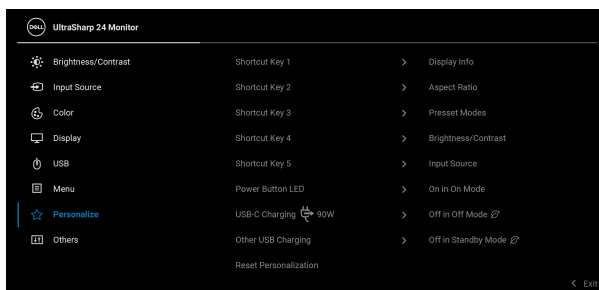 DELL UltraSharp 24 Monitor
Brightness/Contrast Shortcut Key 1 > Display Info
Input Source Shortcut Key 2 > Aspect Ratio
Color Shortcut Key 3 > Presset Modes
Display Shortcut Key 4 > Brightness/Contrast
USB Shortcut Key 5 > Input Source
Menu Power Button LED > On in On Mode
Personalize USB-C Charging 90W > Off in Off Mode
Others Other USB Charging > Off in Standby Mode
Reset Personalization
< Exit